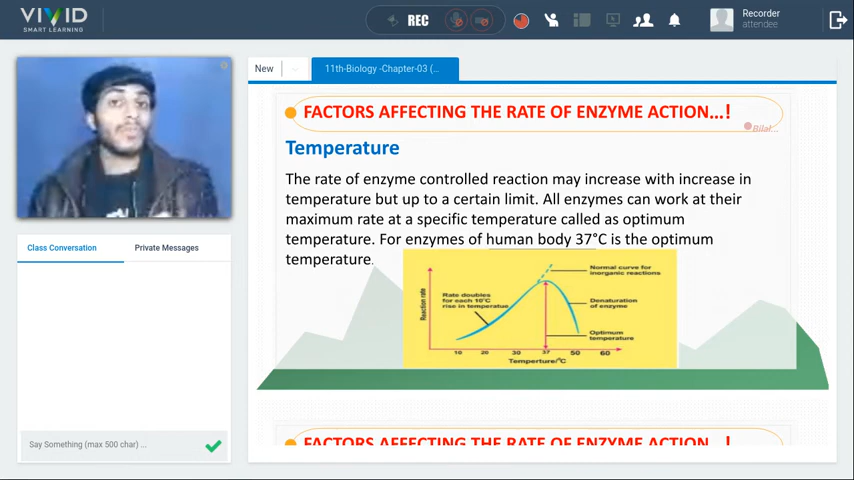 VIVID
SMART LEARNING
REC
Recorder
attendee
New
11th-Biology -Chapter-03 (...
FACTORS AFFECTING THE RATE OF ENZYME ACTION...!
Bilal...
Temperature
The rate of enzyme controlled reaction may increase with increase in
temperature but up to a certain limit. All enzymes can work at their
maximum rate at a specific temperature called as optimum
temperature. For enzymes of human body 37°C is the optimum
temperature.
Normal curve for
inorganic reactions
Rate doubles
for each 10°C
rise in temperatue
Denaturation
of enzyme
Reaction rate
Optimum
temperature
10 20 30 37 50 60
Temperture/°C
Class Conversation
Private Messages
Say Something (max 500 char) ...
FACTORS AFFECTING THE RATE OF ENZYME ACTION...!